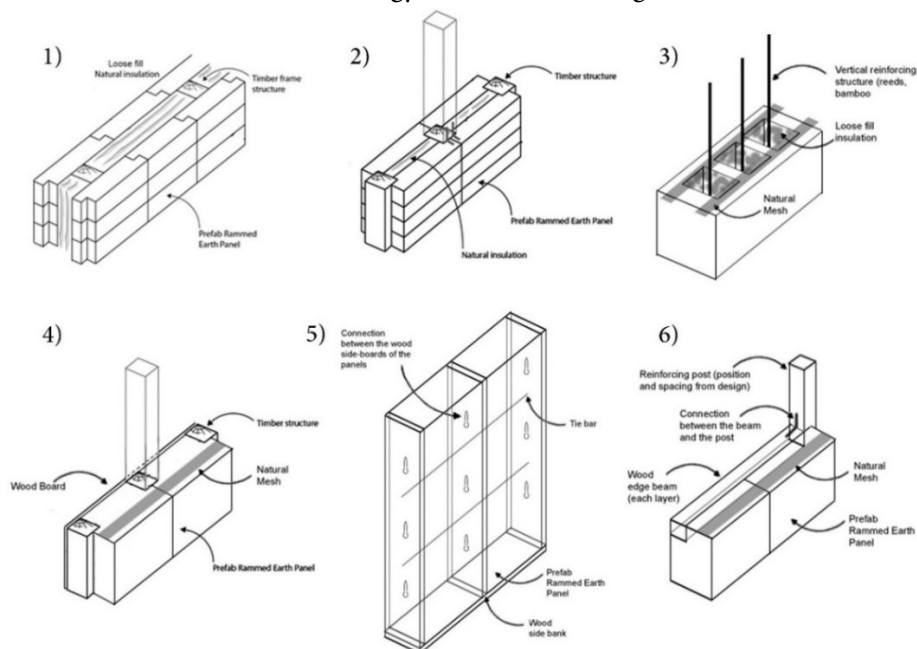 1)
Loose fill
Natural insulation
Timber frame
structure
Prefab Rammed
Earth Panel
2)
Timber structure
Prefab Rammed Earth Panel
Natural insulation
3)
Vertical reinforcing
structure (reeds,
bamboo
Loose fill
insulation
Natural
Mesh
4)
Timber structure
Wood Board
Natural
Mesh
Prefab Rammed Earth Panel
5)
Connection
between the wood
side-boards of the
panels
Tie bar
Prefab
Rammed Earth
Panel
Wood
side bank
6)
Reinforcing post (position
and spacing from design)
Connection
between the beam
and the post
Wood
edge beam
(each layer)
Natural
Mesh
Prefab
Rammed Earth
Panel